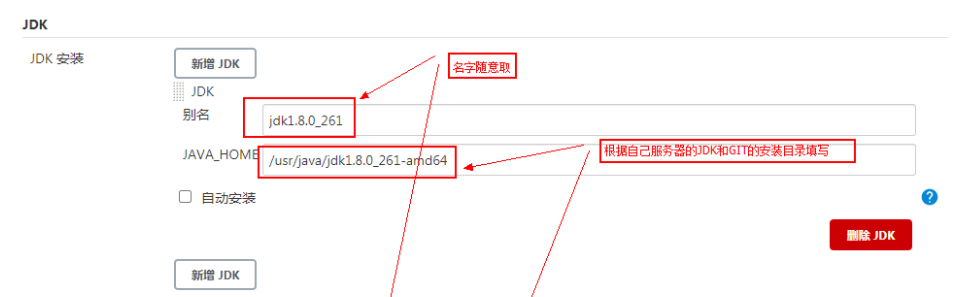 JDK
JDK 安装
新增 JDK
名字随意取
JDK
别名
jdk1.8.0_261
JAVA_HOME
/usr/java/jdk1.8.0_261-amd64
根据自己服务器的JDK和GIT的安装目录填写
自动安装
?
删除 JDK
新增 JDK